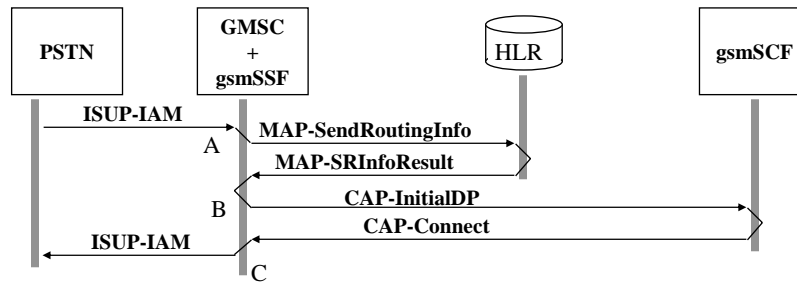 PSTN
GMSC
+
gsmSSF
HLR
gsmSCF
ISUP-IAM
A
MAP-SendRoutingInfo
MAP-SRInfoResult
B
CAP-InitialDP
CAP-Connect
ISUP-IAM
C